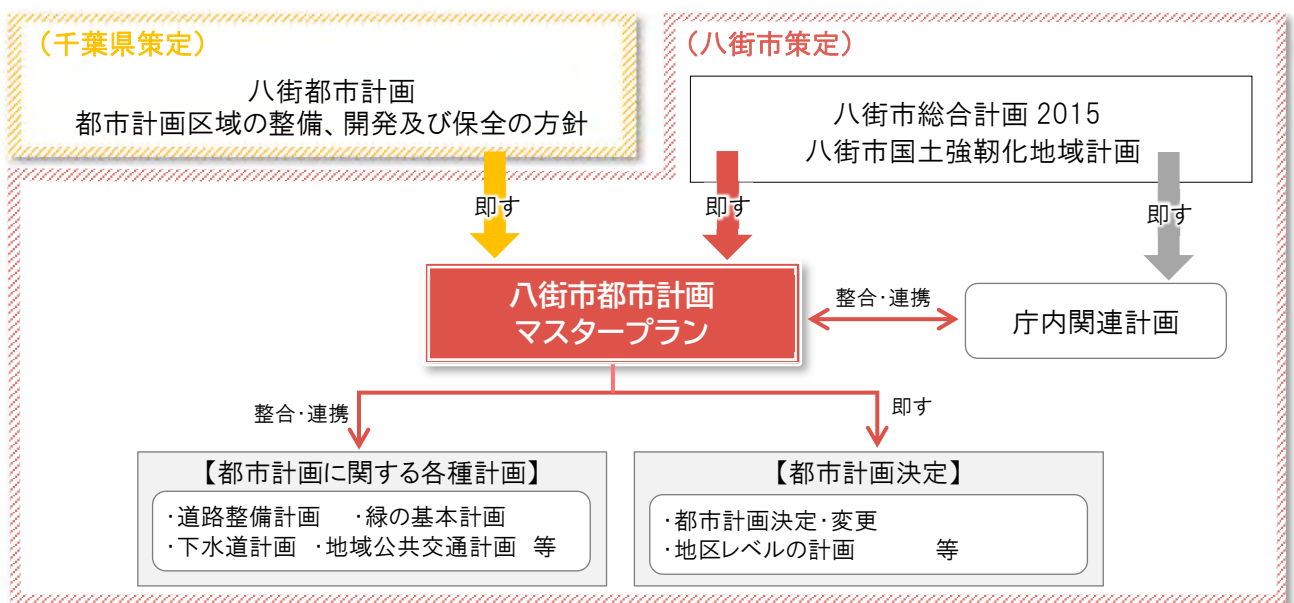 (千葉県策定)
八街都市計画
都市計画区域の整備、開発及び保全の方針
(八街市策定)
八街市総合計画 2015
八街市国土強靭化地域計画
即す
即す
即す
八街市都市計画
マスタープラン
整合・連携
庁内関連計画
整合・連携
即す
【都市計画に関する各種計画】
・道路整備計画 ・緑の基本計画
・下水道計画 ・地域公共交通計画 等
【都市計画決定】
・都市計画決定・変更
・地区レベルの計画 等